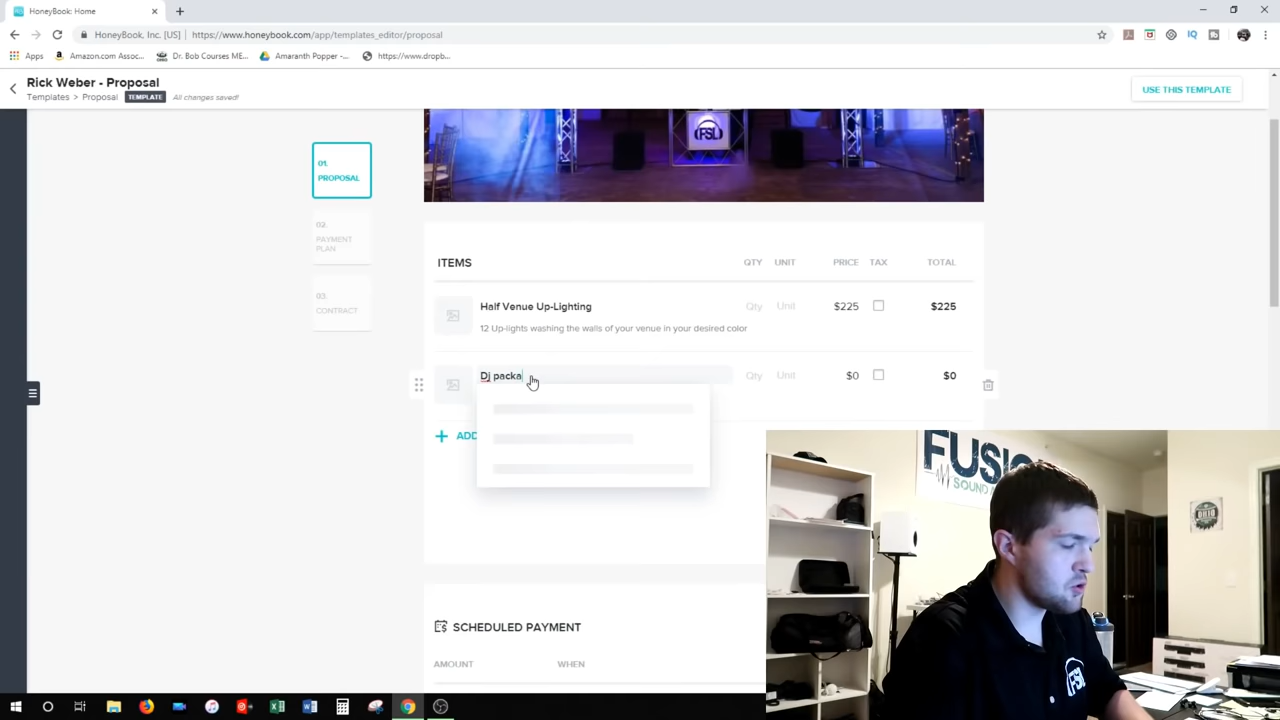 HoneyBook: Home
HoneyBook, Inc. [US] | https://www.honeybook.com/app/templates_editor/proposal
Apps Amazon.com Assoc... Dr. Bob Courses ME... Amaranth Popper -... https://www.dropb...
Rick Weber - Proposal
Templates > Proposal TEMPLATE All changes saved!
USE THIS TEMPLATE
FSL
01.
PROPOSAL
02.
PAYMENT
PLAN
03.
CONTRACT
ITEMS QTY UNIT PRICE TAX TOTAL
Half Venue Up-Lighting Qty Unit $225 $225
12 Up-lights washing the walls of your venue in your desired color
Dj packa Qty Unit $0 $0
+ ADD
SCHEDULED PAYMENT
AMOUNT WHEN
FUSION
SOUND
OHIO
FSL